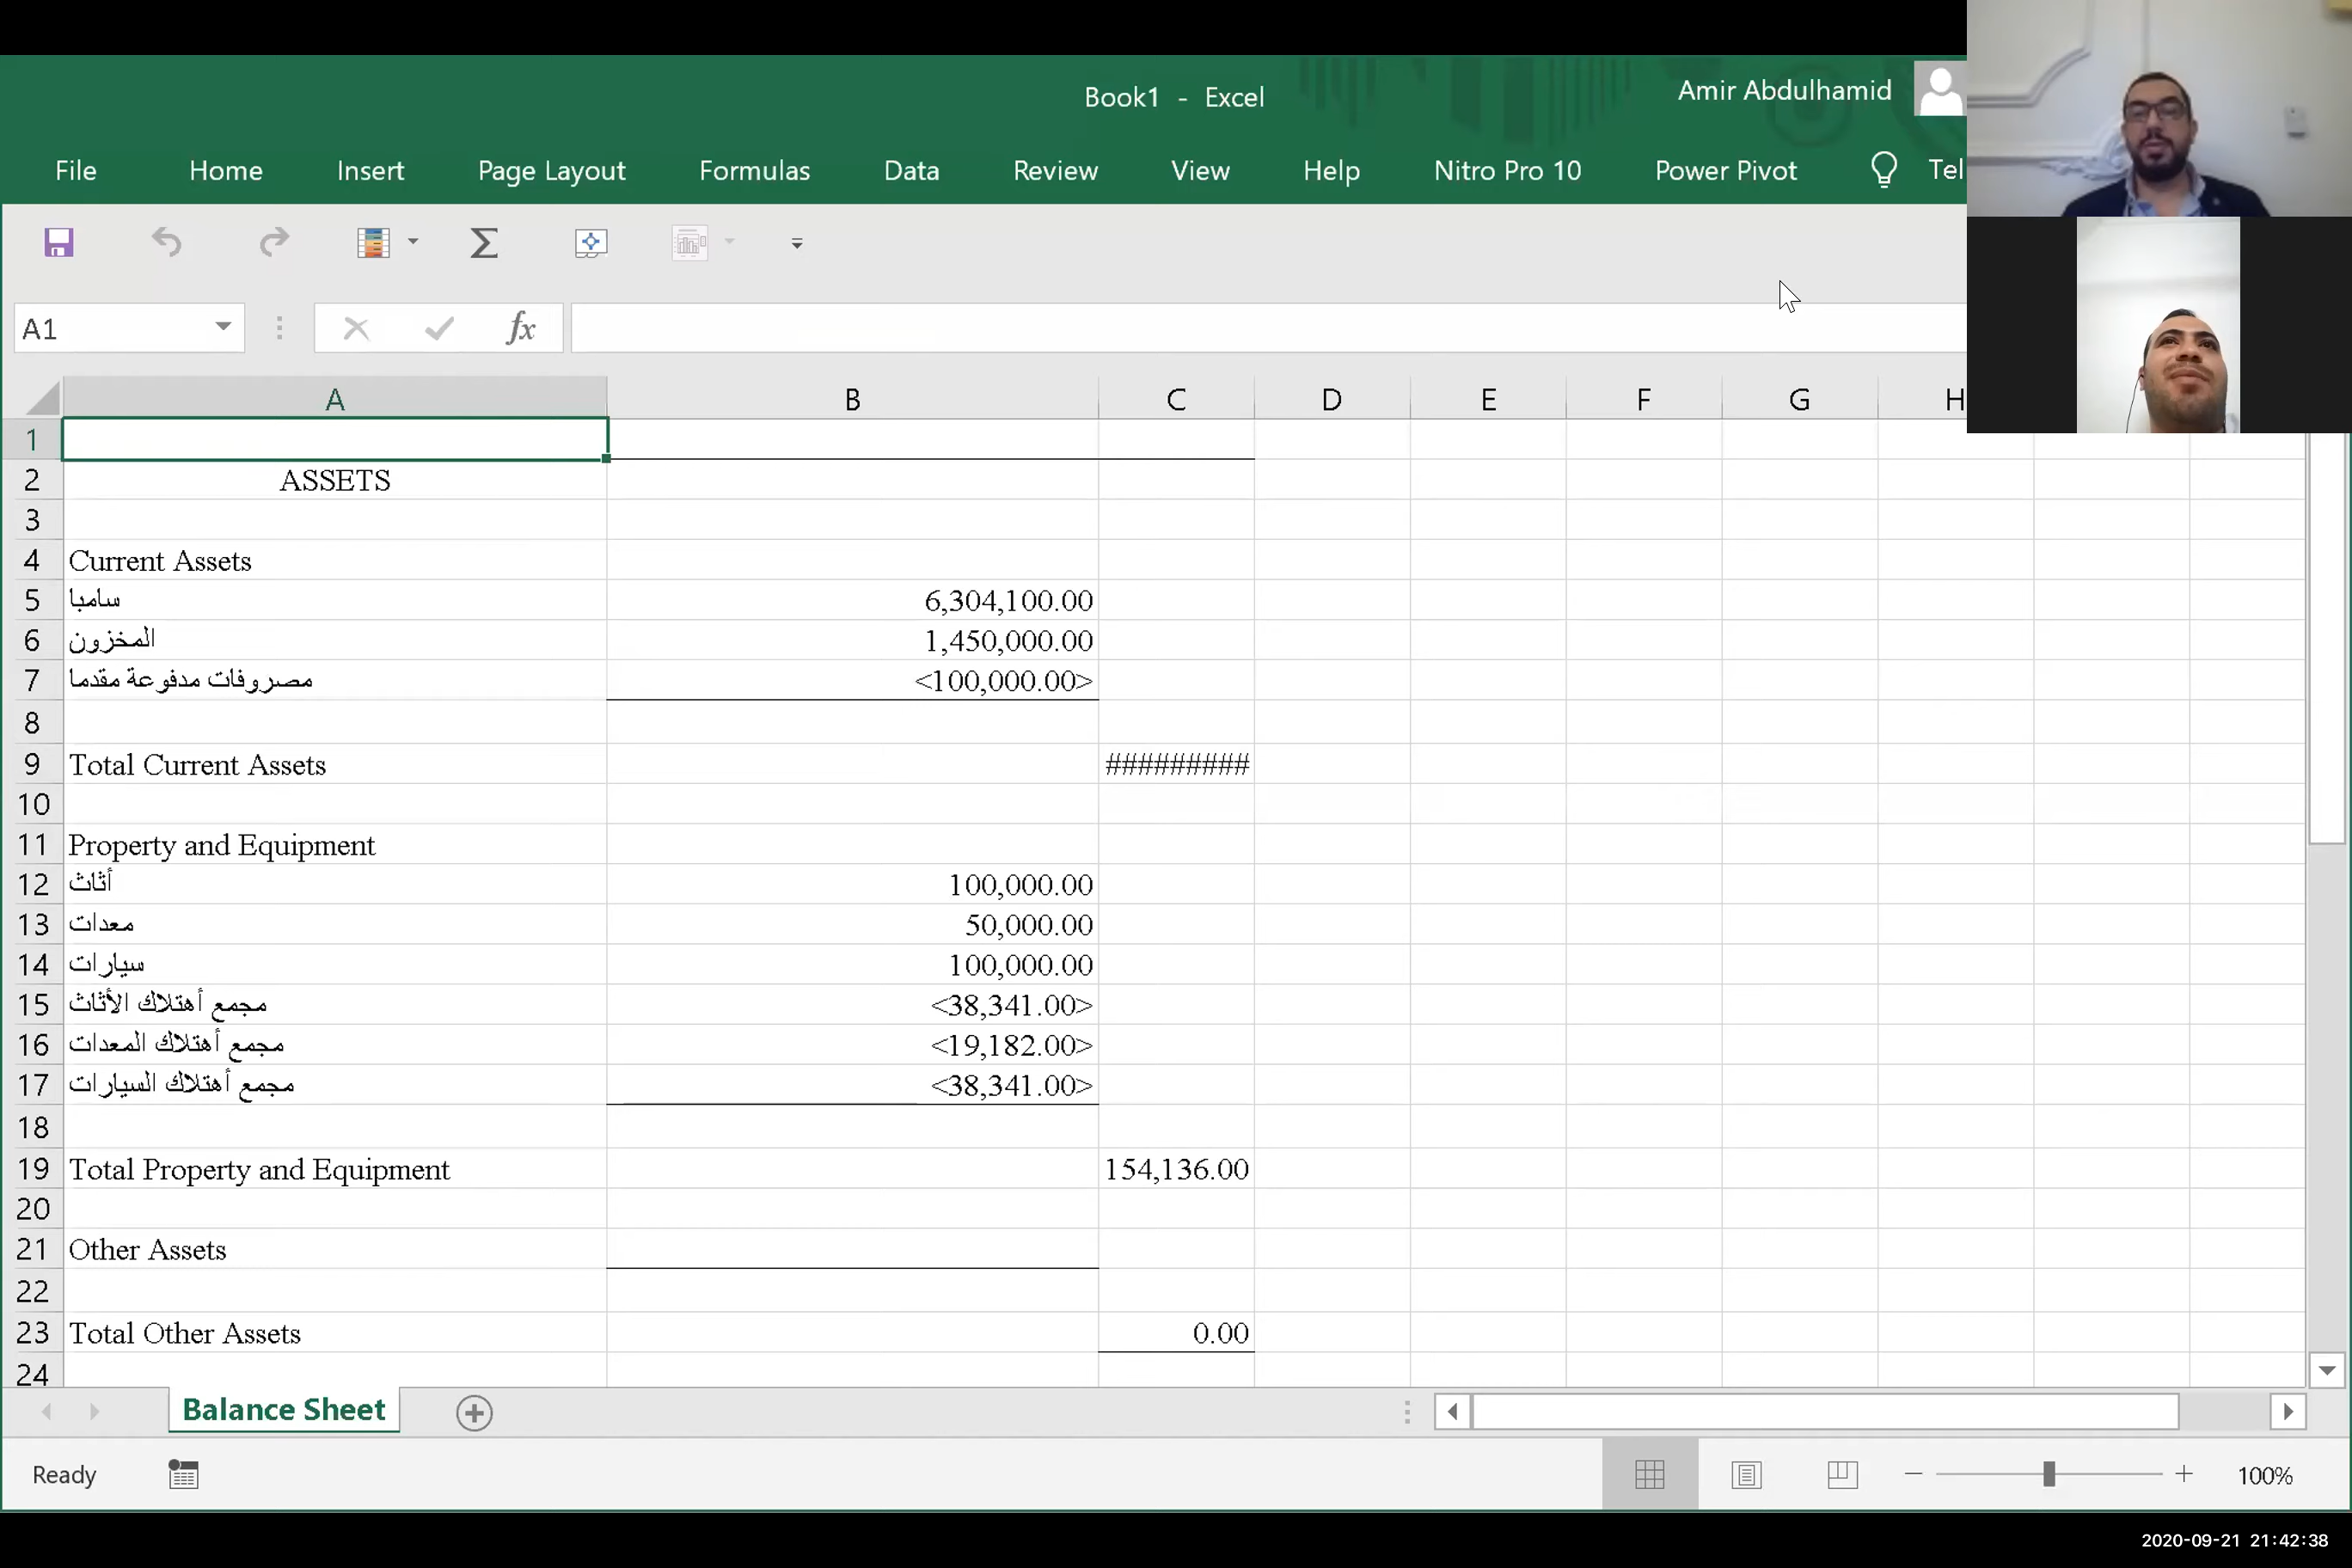 Book1 - Excel
Amir Abdulhamid
File Home Insert Page Layout Formulas Data Review View Help Nitro Pro 10 Power Pivot Tel
A1 fx
A B C D E F G H
1
2 ASSETS
3
4 Current Assets
5 سامبا 6,304,100.00
6 المخزون 1,450,000.00
7 مصروفات مدفوعة مقدما <100,000.00>
8
9 Total Current Assets #########
10
11 Property and Equipment
12 أثاث 100,000.00
13 معدات 50,000.00
14 سيارات 100,000.00
15 مجمع أهتلاك الأثاث <38,341.00>
16 مجمع أهتلاك المعدات <19,182.00>
17 مجمع أهتلاك السيارات <38,341.00>
18
19 Total Property and Equipment 154,136.00
20
21 Other Assets
22
23 Total Other Assets 0.00
24
Balance Sheet
Ready 100%
2020-09-21 21:42:38